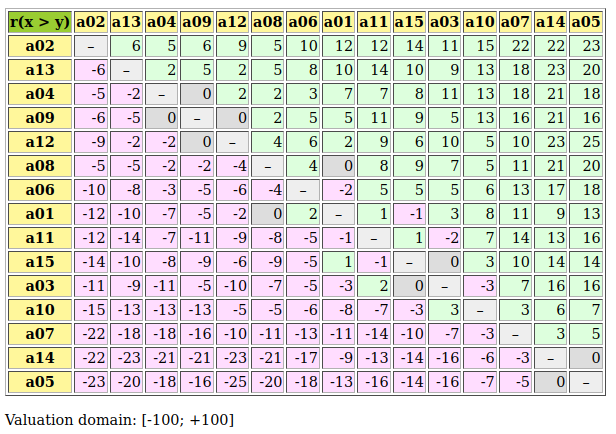 r(x > y) a02 a13 a04 a09 a12 a08 a06 a01 a11 a15 a03 a10 a07 a14 a05
a02 – 6 5 6 9 5 10 12 12 14 11 15 22 22 23
a13 -6 – 2 5 2 5 8 10 14 10 9 13 18 23 20
a04 -5 -2 – 0 2 2 3 7 7 8 11 13 18 21 18
a09 -6 -5 0 – 0 2 5 5 11 9 5 13 16 21 16
a12 -9 -2 -2 0 – 4 6 2 9 6 10 5 10 23 25
a08 -5 -5 -2 -2 -4 – 4 0 8 9 7 5 11 21 20
a06 -10 -8 -3 -5 -6 -4 – -2 5 5 5 6 13 17 18
a01 -12 -10 -7 -5 -2 0 2 – 1 -1 3 8 11 9 13
a11 -12 -14 -7 -11 -9 -8 -5 -1 – 1 -2 7 14 13 16
a15 -14 -10 -8 -9 -6 -9 -5 1 -1 – 0 3 10 14 14
a03 -11 -9 -11 -5 -10 -7 -5 -3 2 0 – -3 7 16 16
a10 -15 -13 -13 -13 -5 -5 -6 -8 -7 -3 3 – 3 6 7
a07 -22 -18 -18 -16 -10 -11 -13 -11 -14 -10 -7 -3 – 3 5
a14 -22 -23 -21 -21 -23 -21 -17 -9 -13 -14 -16 -6 -3 – 0
a05 -23 -20 -18 -16 -25 -20 -18 -13 -16 -14 -16 -7 -5 0 –
Valuation domain: [-100; +100]